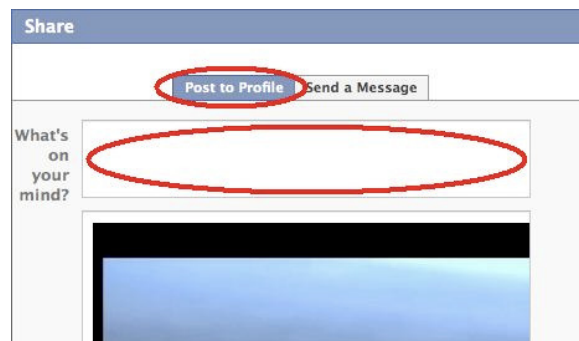 Share
Post to Profile Send a Message
What's
on
your
mind?